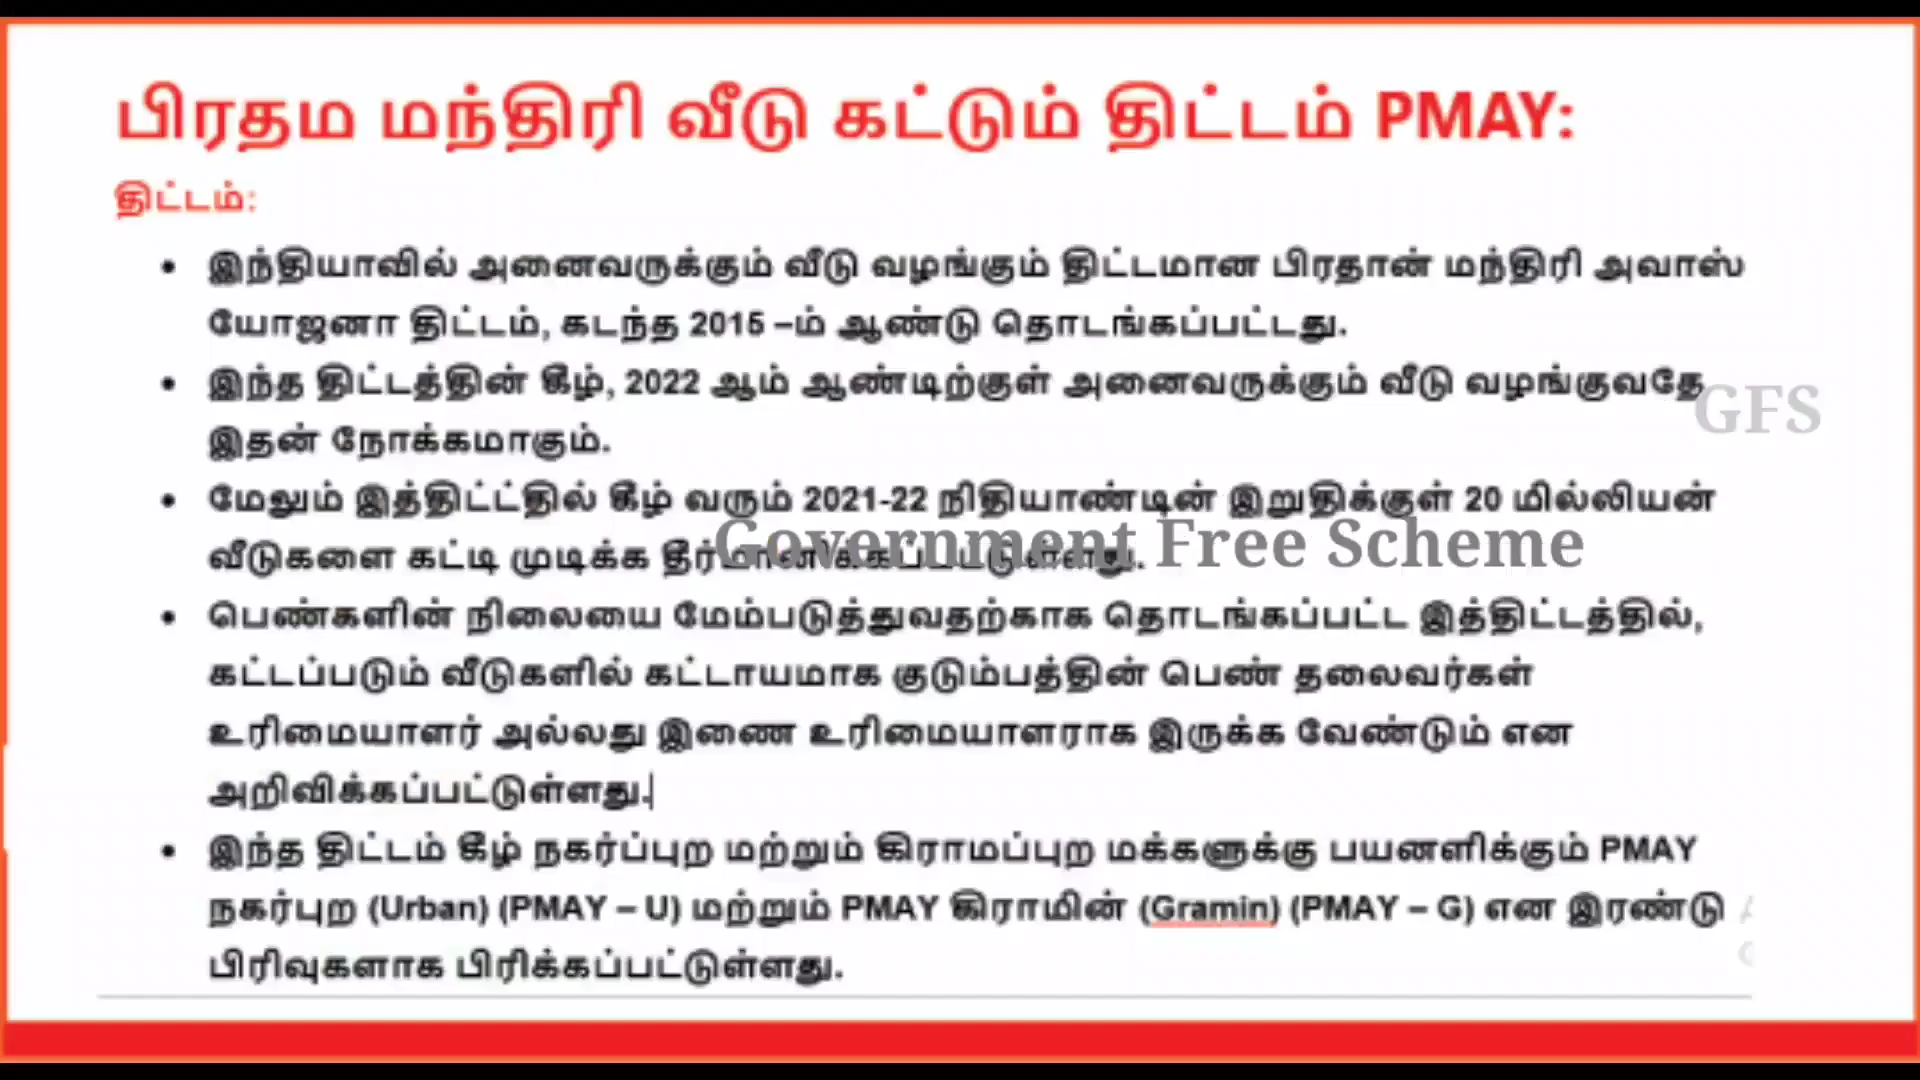 பிரதம மந்திரி வீடு கட்டும் திட்டம் PMAY:
திட்டம்:
• இந்தியாவில் அனைவருக்கும் வீடு வழங்கும் திட்டமான பிரதான் மந்திரி அவாஸ்
யோஜனா திட்டம், கடந்த 2015 –ம் ஆண்டு தொடங்கப்பட்டது.
• இந்த திட்டத்தின் கீழ், 2022 ஆம் ஆண்டிற்குள் அனைவருக்கும் வீடு வழங்குவதே
GFS
இதன் நோக்கமாகும்.
• மேலும் இத்திட்ட்தில் கீழ் வரும் 2021-22 நிதியாண்டின் இறுதிக்குள் 20 மில்லியன்
வீடுகளை கட்டி முடிக்க தீர்மானிக்கப்பட்டுள்ளது.
Government Free Scheme
• பெண்களின் நிலையை மேம்படுத்துவதற்காக தொடங்கப்பட்ட இத்திட்டத்தில்,
கட்டப்படும் வீடுகளில் கட்டாயமாக குடும்பத்தின் பெண் தலைவர்கள்
உரிமையாளர் அல்லது இணை உரிமையாளராக இருக்க வேண்டும் என
அறிவிக்கப்பட்டுள்ளது.
• இந்த திட்டம் கீழ் நகர்ப்புற மற்றும் கிராமப்புற மக்களுக்கு பயனளிக்கும் PMAY
நகர்புற (Urban) (PMAY – U) மற்றும் PMAY கிராமின் (Gramin) (PMAY – G) என இரண்டு
பிரிவுகளாக பிரிக்கப்பட்டுள்ளது.